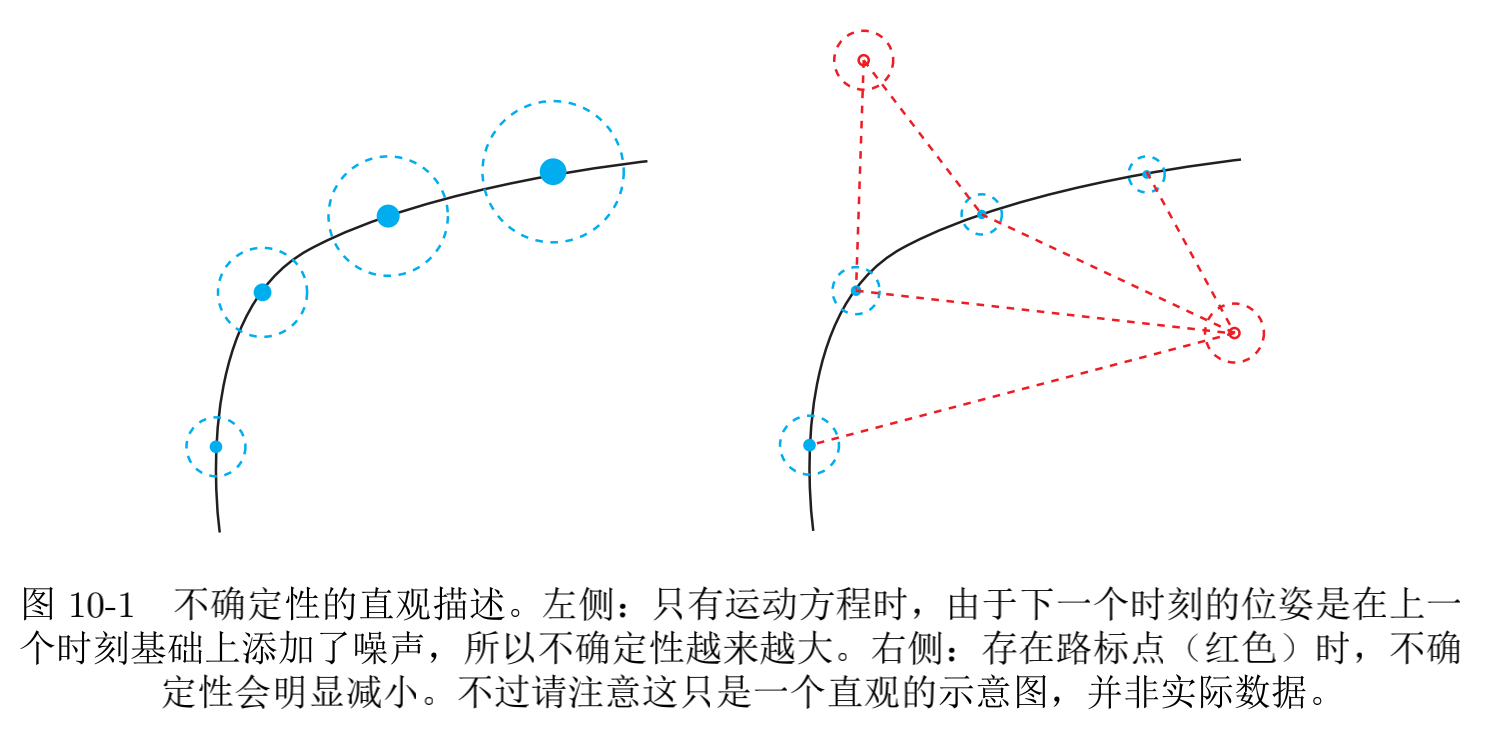 图 10-1 不确定性的直观描述。左侧：只有运动方程时，由于下一个时刻的位姿是在上一
个时刻基础上添加了噪声，所以不确定性越来越大。右侧：存在路标点（红色）时，不确
定性会明显减小。不过请注意这只是一个直观的示意图，并非实际数据。